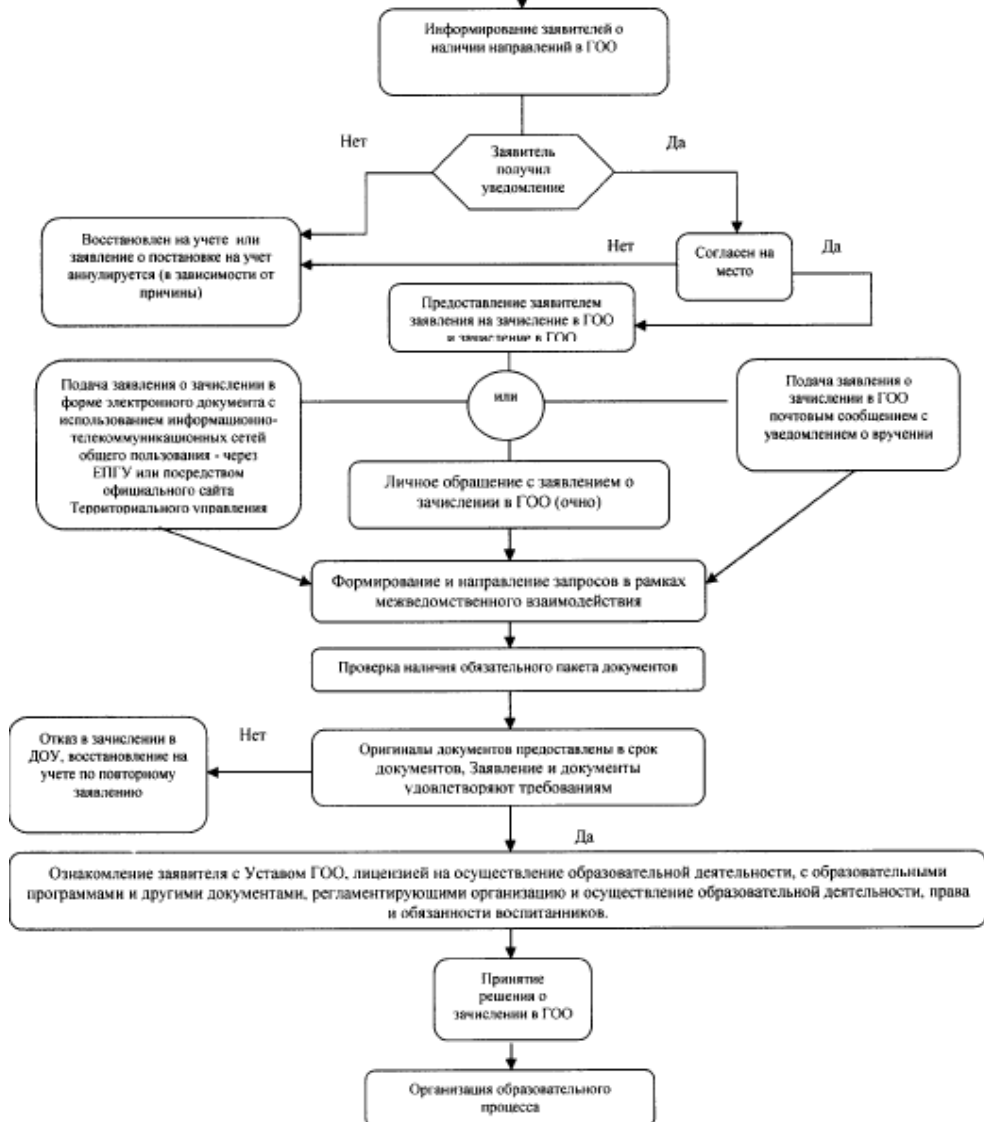 Информирование заявителей о
наличии направлений в ГОО
Нет
Заявитель
получил
уведомление
Да
Восстановлен на учете или
заявление о постановке на учет
аннулируется (в зависимости от
причины)
Нет
Согласен на
место
Да
Предоставление заявителем
заявления на зачисление в ГОО
и зачисление в ГОО
Подача заявления о зачислении в
форме электронного документа с
использованием информационно-
телекоммуникационных сетей
общего пользования - через
ЕПГУ или посредством
официального сайта
Территориального управления
или
Подача заявления о
зачислении в ГОО
почтовым сообщением с
уведомлением о вручении
Личное обращение с заявлением о
зачислении в ГОО (очно)
Формирование и направление запросов в рамках
межведомственного взаимодействия
Проверка наличия обязательного пакета документов
Отказ в зачислении в
ДОУ, восстановление на
учете по повторному
заявлению
Нет
Оригиналы документов предоставлены в срок
документов, Заявление и документы
удовлетворяют требованиям
Да
Ознакомление заявителя с Уставом ГОО, лицензией на осуществление образовательной деятельности, с образовательными
программами и другими документами, регламентирующими организацию и осуществление образовательной деятельности, права
и обязанности воспитанников.
Принятие
решения о
зачислении в ГОО
Организация образовательного
процесса